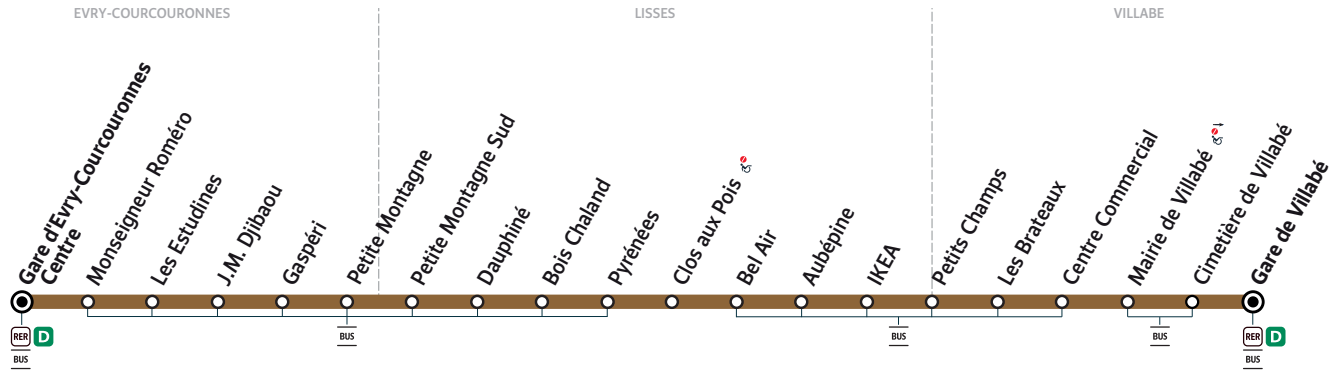 EVRY-COURCOURONNES
LISSES
VILLABE
Gare d'Evry-Courcouronnes
Centre
Monseigneur Roméro
Les Estudines
J.M. Djibaou
Gaspéri
Petite Montagne
Petite Montagne Sud
Dauphiné
Bois Chaland
Pyrénées
Clos aux Pois
Bel Air
Aubépine
IKEA
Petits Champs
Les Brateaux
Centre Commercial
Mairie de Villabé
Cimetière de Villabé
Gare de Villabé
RER D
BUS
BUS
BUS
BUS
RER D
BUS